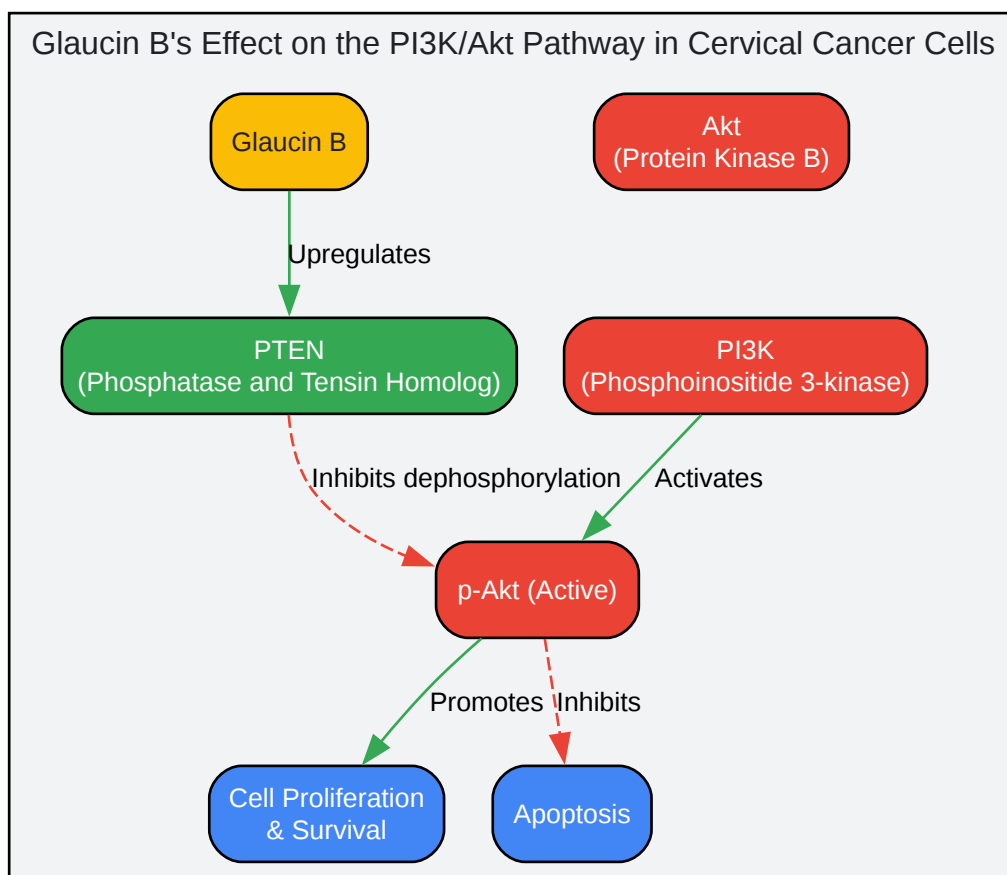 Glaucin B's Effect on the PI3K/Akt Pathway in Cervical Cancer Cells
Glaucin B
Akt
(Protein Kinase B)
Upregulates
PTEN
(Phosphatase and Tensin Homolog)
PI3K
(Phosphoinositide 3-kinase)
Inhibits dephosphorylation
Activates
p-Akt (Active)
Promotes
Inhibits
Cell Proliferation
& Survival
Apoptosis